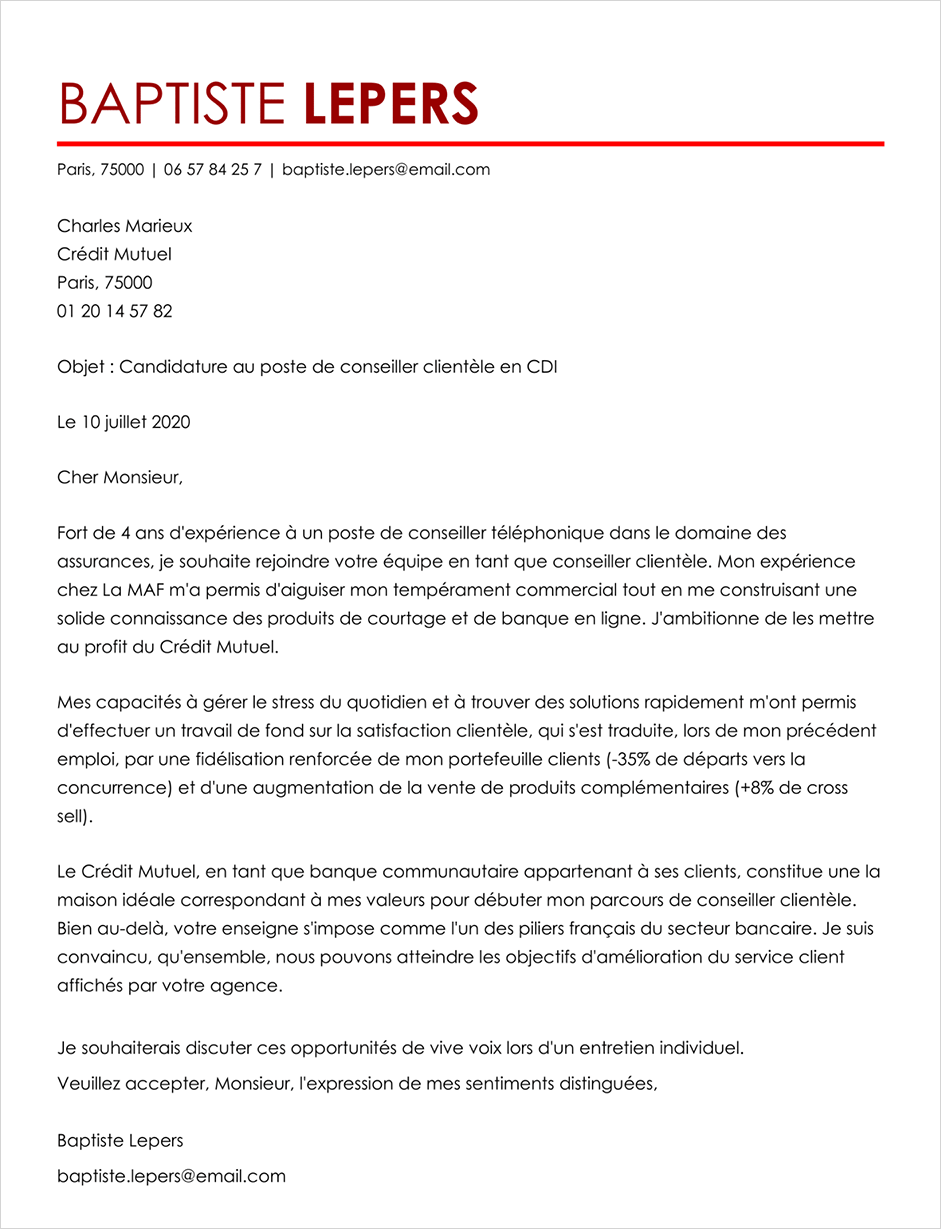 BAPTISTE LEPERS
Paris, 75000 | 06 57 84 25 7 | baptiste.lepers@email.com
Charles Marieux
Crédit Mutuel
Paris, 75000
01 20 14 57 82
Objet : Candidature au poste de conseiller clientèle en CDI
Le 10 juillet 2020
Cher Monsieur,
Fort de 4 ans d'expérience à un poste de conseiller téléphonique dans le domaine des
assurances, je souhaite rejoindre votre équipe en tant que conseiller clientèle. Mon expérience
chez La MAF m'a permis d'aiguiser mon tempérament commercial tout en me construisant une
solide connaissance des produits de courtage et de banque en ligne. J'ambitionne de les mettre
au profit du Crédit Mutuel.
Mes capacités à gérer le stress du quotidien et à trouver des solutions rapidement m'ont permis
d'effectuer un travail de fond sur la satisfaction clientèle, qui s'est traduite, lors de mon précédent
emploi, par une fidélisation renforcée de mon portefeuille clients (-35% de départs vers la
concurrence) et d'une augmentation de la vente de produits complémentaires (+8% de cross
sell).
Le Crédit Mutuel, en tant que banque communautaire appartenant à ses clients, constitue une la
maison idéale correspondant à mes valeurs pour débuter mon parcours de conseiller clientèle.
Bien au-delà, votre enseigne s'impose comme l'un des piliers français du secteur bancaire. Je suis
convaincu, qu'ensemble, nous pouvons atteindre les objectifs d'amélioration du service client
affichés par votre agence.
Je souhaiterais discuter ces opportunités de vive voix lors d'un entretien individuel.
Veuillez accepter, Monsieur, l'expression de mes sentiments distinguées,
Baptiste Lepers
baptiste.lepers@email.com